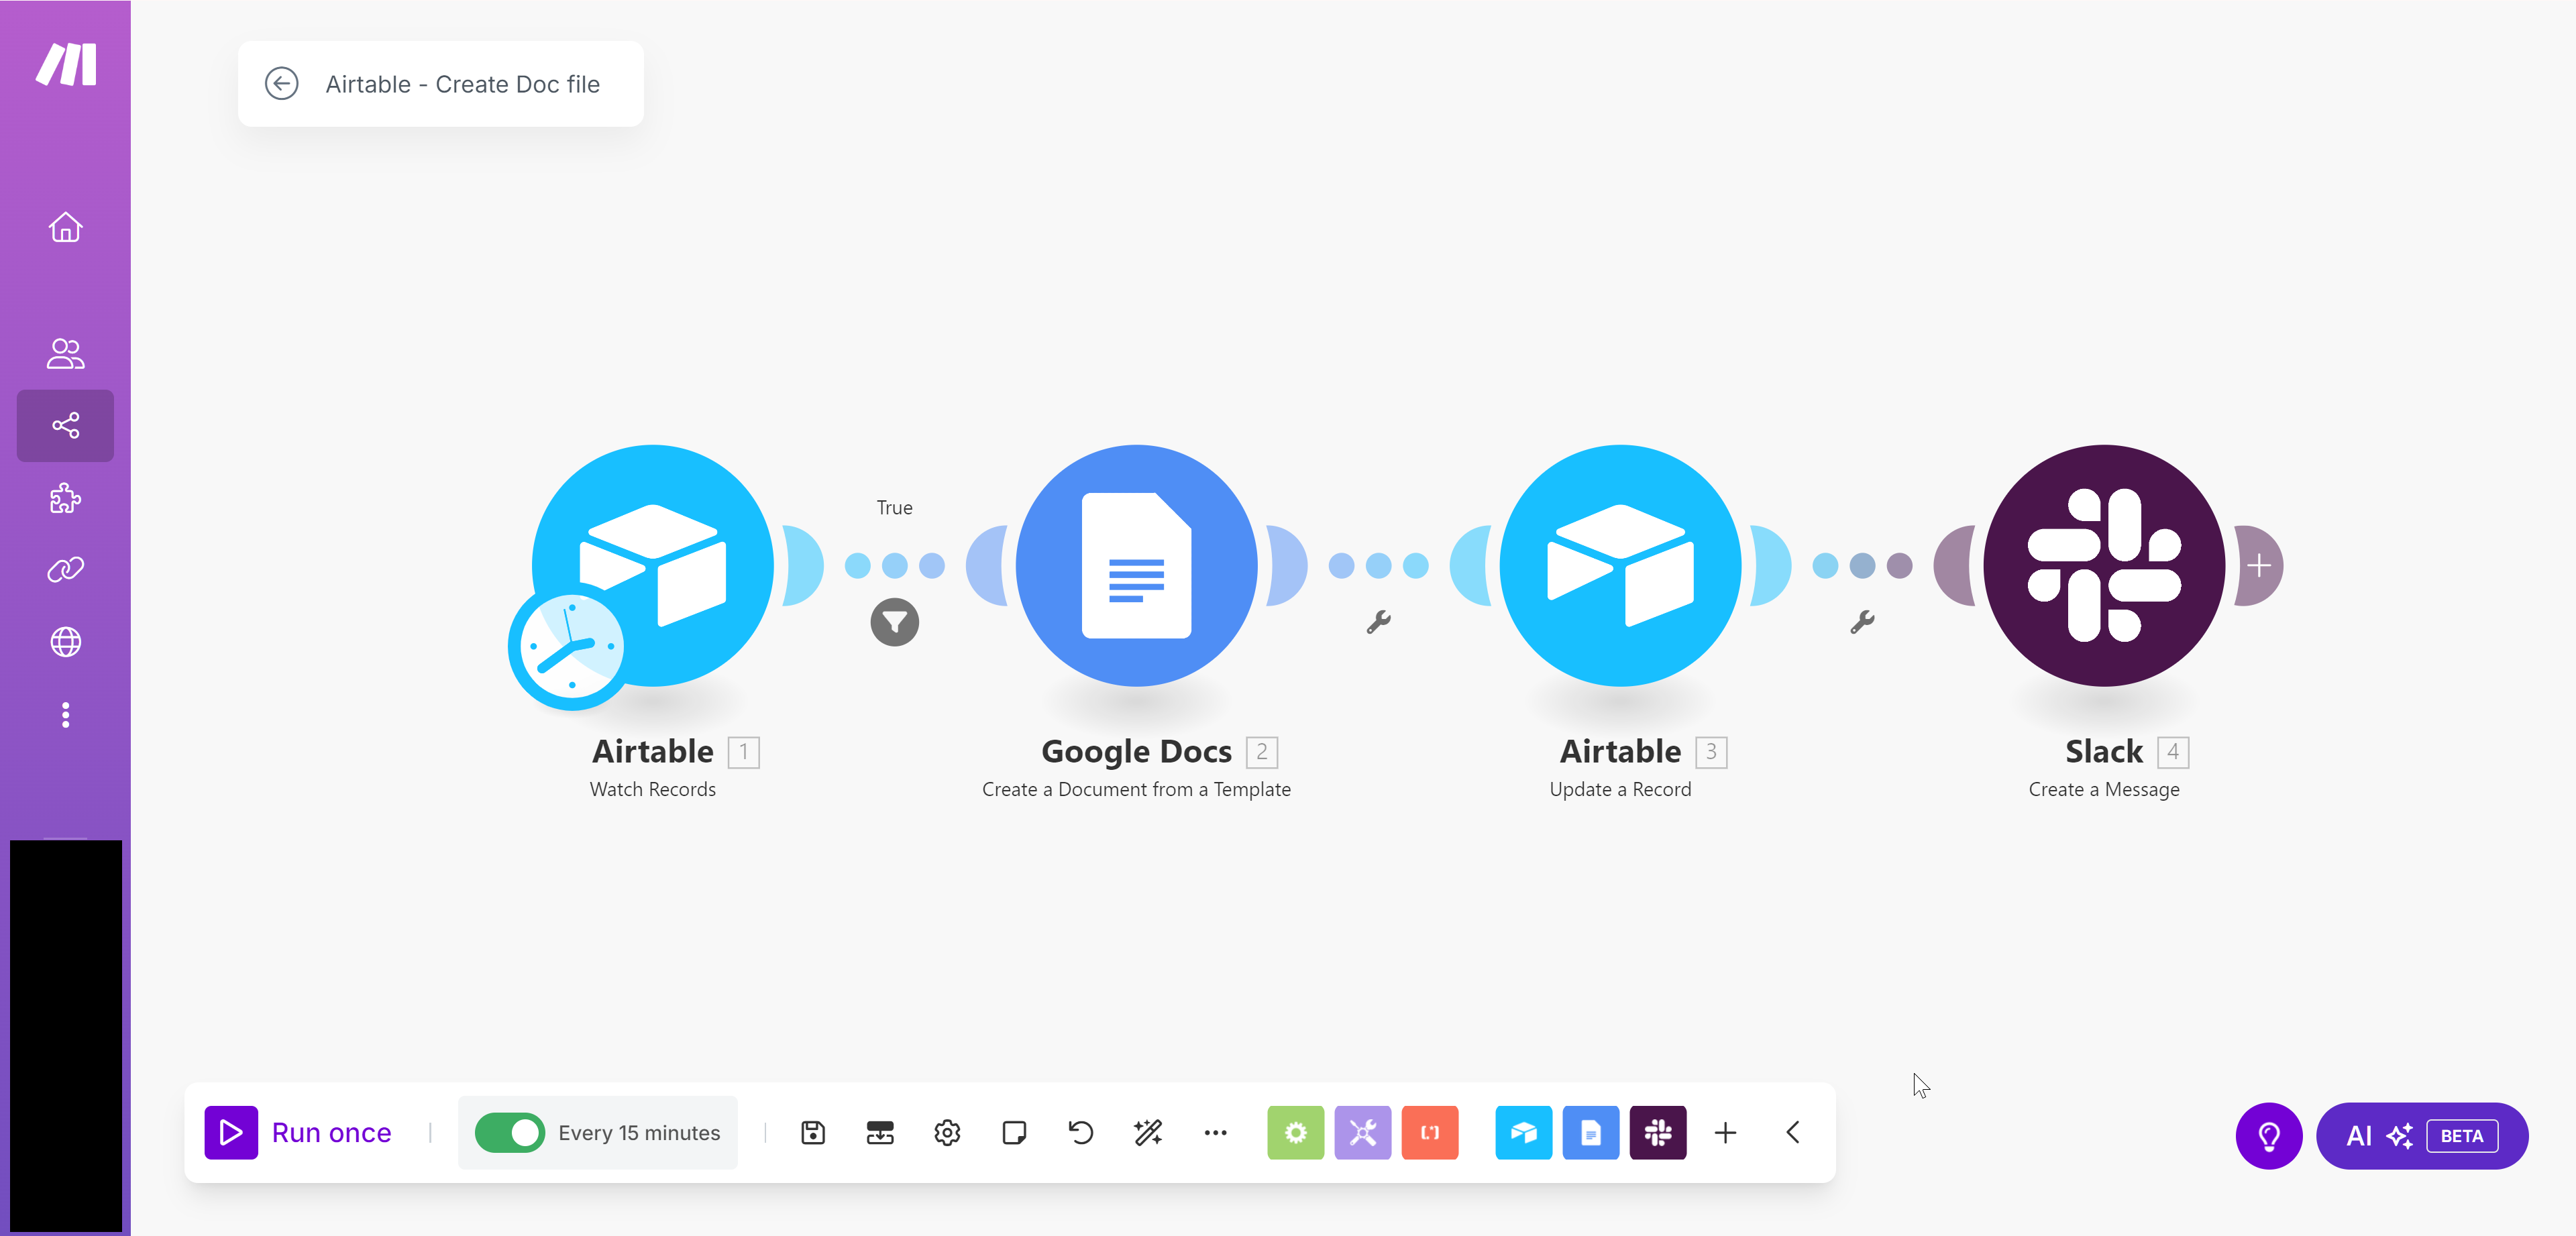 Airtable - Create Doc file
True
Airtable 1
Watch Records
Google Docs 2
Create a Document from a Template
Airtable 3
Update a Record
Slack 4
Create a Message
Run once
Every 15 minutes
AI BETA